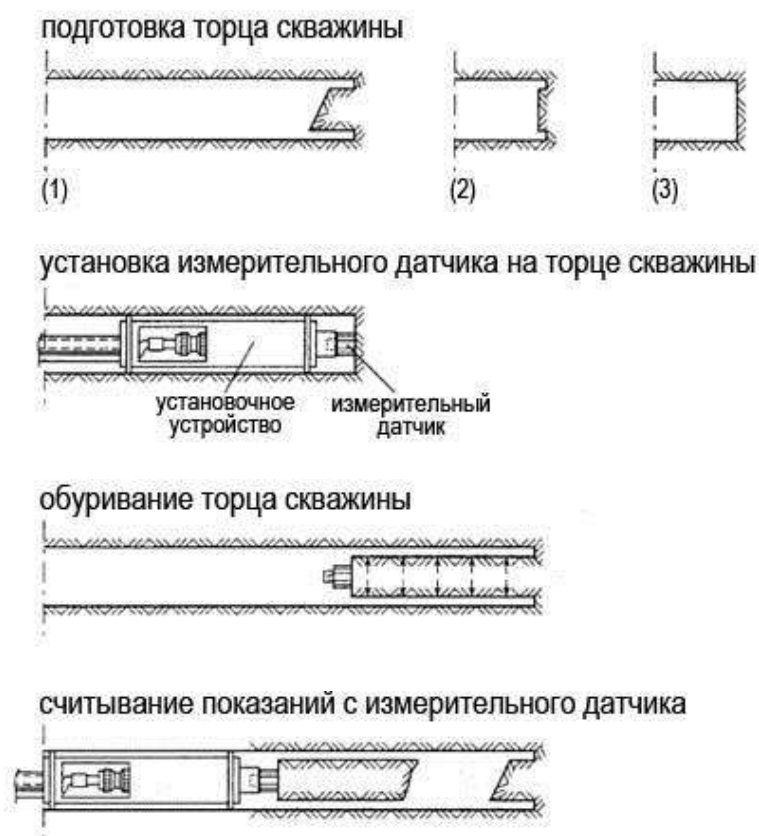 подготовка торца скважины
(1)
(2)
(3)
установка измерительного датчика на торце скважины
установочное
устройство
измерительный
датчик
обуривание торца скважины
считывание показаний с измерительного датчика